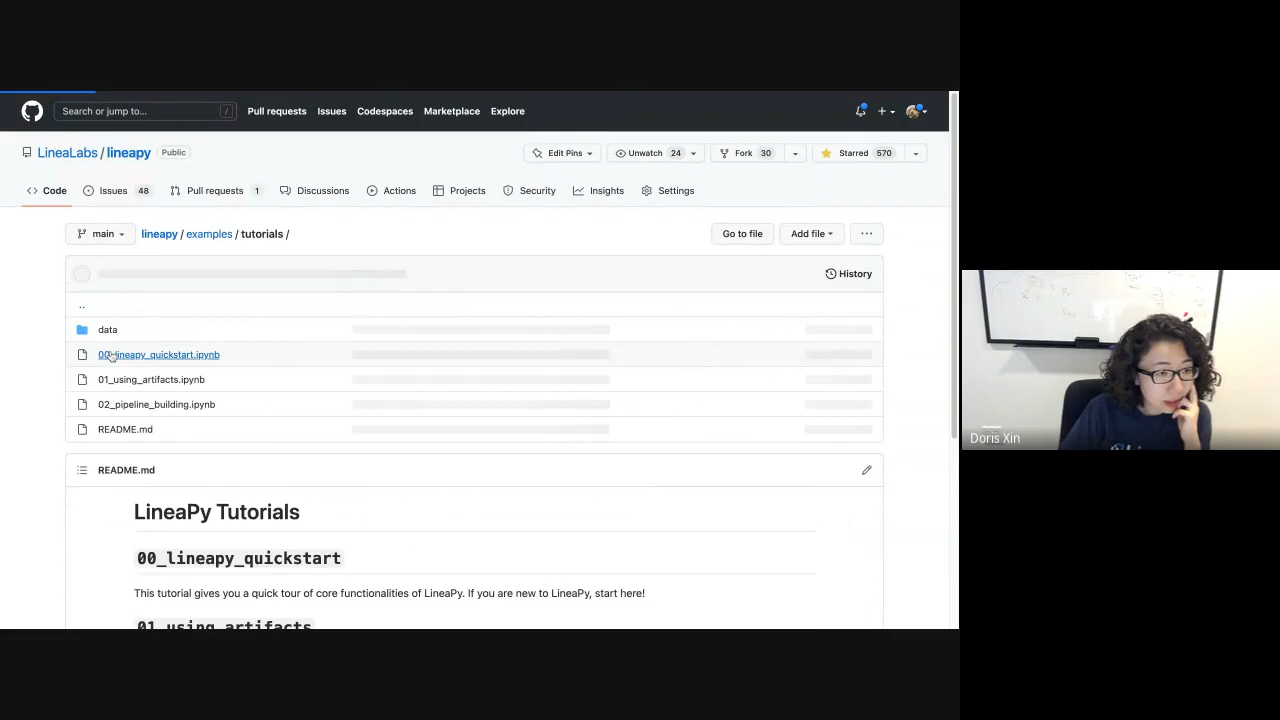 Search or jump to... /
Pull requests Issues Codespaces Marketplace Explore
LineaLabs / lineapy Public
Edit Pins Unwatch 24 Fork 30 Starred 570
Code Issues 48 Pull requests 1 Discussions Actions Projects Security Insights Settings
main lineapy / examples / tutorials / Go to file Add file ...
History
..
data
00_lineapy_quickstart.ipynb
01_using_artifacts.ipynb
02_pipeline_building.ipynb
README.md
README.md
LineaPy Tutorials
00_lineapy_quickstart
This tutorial gives you a quick tour of core functionalities of LineaPy. If you are new to LineaPy, start here!
01_using_artifacts
Doris Xin